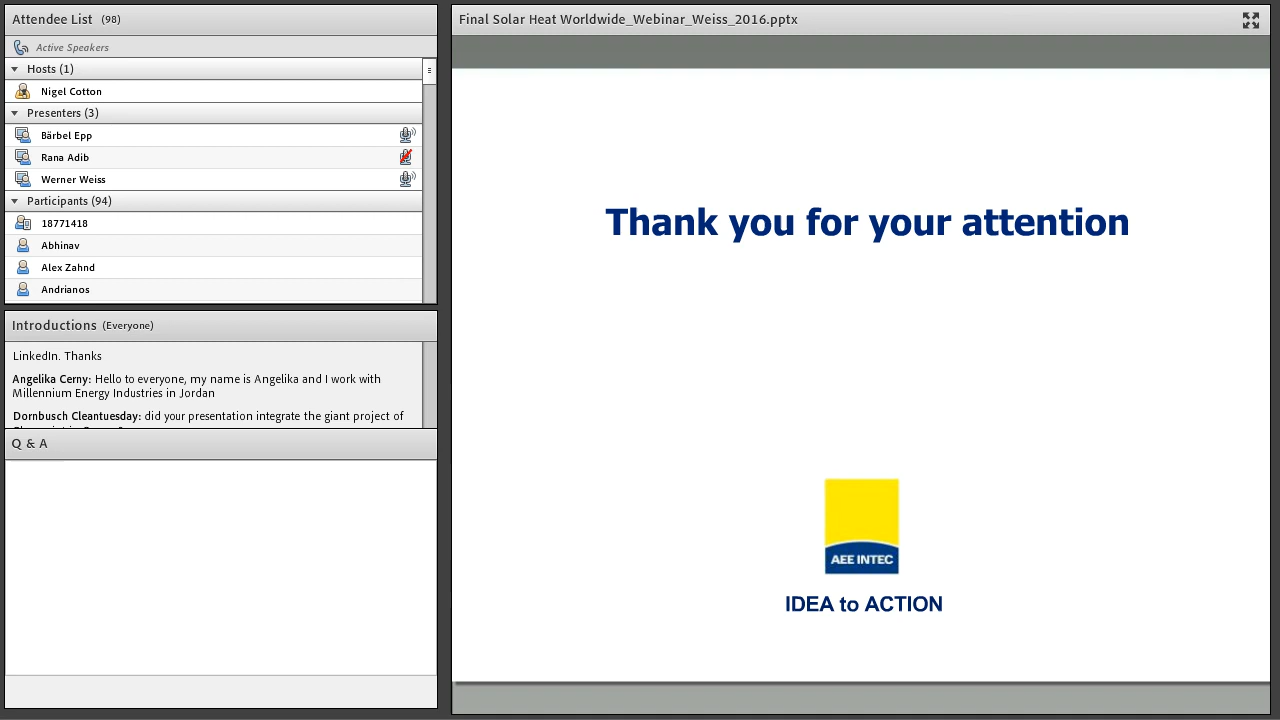 Attendee List (98)
Active Speakers
Hosts (1)
Nigel Cotton
Presenters (3)
Bärbel Epp
Rana Adib
Werner Weiss
Participants (94)
18771418
Abhinav
Alex Zahnd
Andrianos
Introductions (Everyone)
LinkedIn. Thanks
Angelika Cerny: Hello to everyone, my name is Angelika and I work with
Millennium Energy Industries in Jordan
Dornbusch Cleantuesday: did your presentation integrate the giant project of
Q & A
Final Solar Heat Worldwide_Webinar_Weiss_2016.pptx
Thank you for your attention
AEE INTEC
IDEA to ACTION